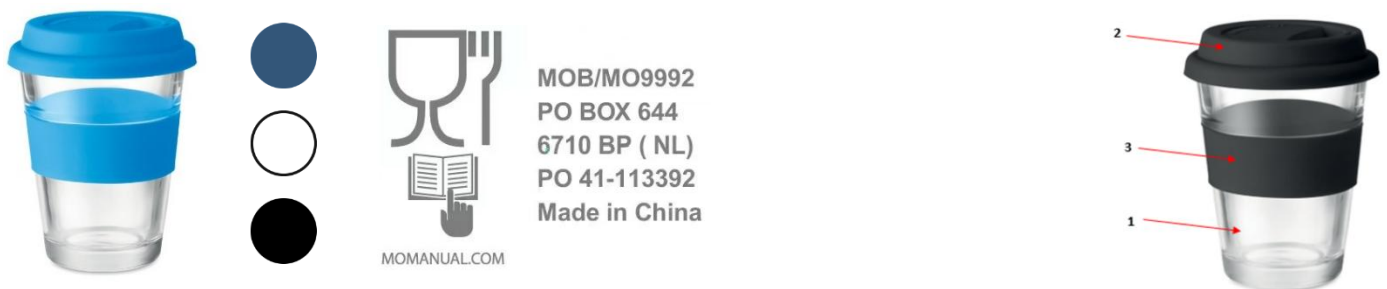 MOB/MO9992
PO BOX 644
6710 BP ( NL)
PO 41-113392
Made in China
MOMANUAL.COM
2
3
1